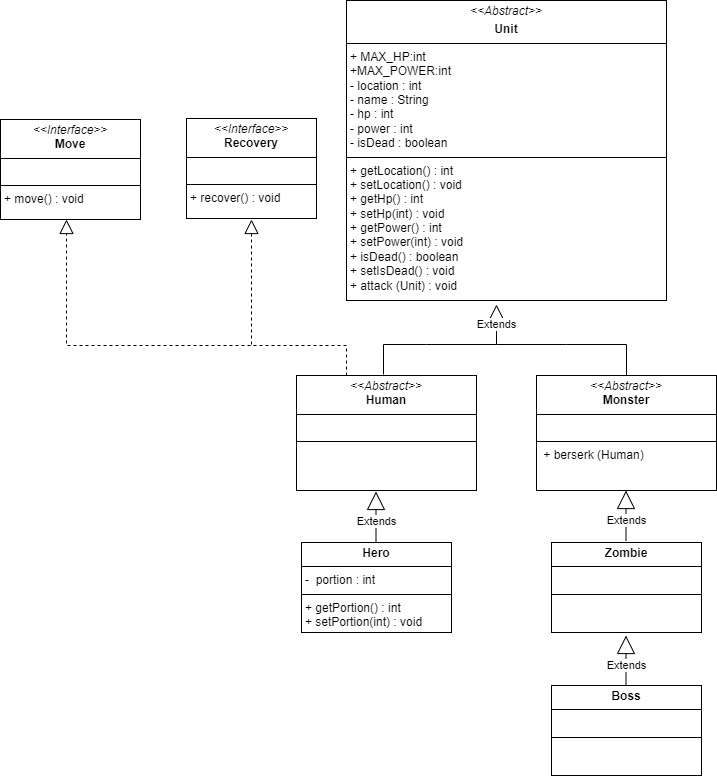 <<Abstract>>
Unit
+ MAX_HP:int
+MAX_POWER:int
- location : int
- name : String
- hp : int
- power : int
- isDead : boolean
+ getLocation() : int
+ setLocation() : void
+ getHp() : int
+ setHp(int) : void
+ getPower() : int
+ setPower(int) : void
+ isDead() : boolean
+ setIsDead() : void
+ attack (Unit) : void
<<Interface>>
Move
+ move() : void
<<Interface>>
Recovery
+ recover() : void
Extends
<<Abstract>>
Human
<<Abstract>>
Monster
+ berserk (Human)
Extends
Extends
Hero
- portion : int
+ getPortion() : int
+ setPortion(int) : void
Zombie
Extends
Boss